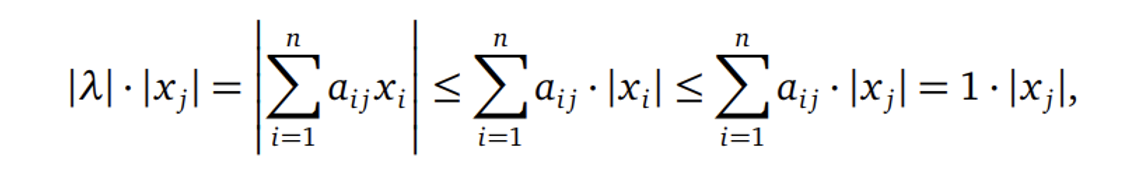 |λ| · |x_j| = |∑_{i=1}^{n} a_{ij} x_i| ≤ ∑_{i=1}^{n} a_{ij} · |x_i| ≤ ∑_{i=1}^{n} a_{ij} · |x_j| = 1 · |x_j|,